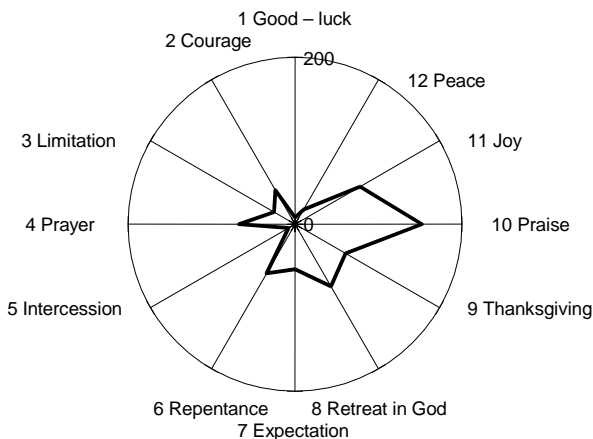 1 Good – luck
2 Courage
200
12 Peace
3 Limitation
11 Joy
4 Prayer
0
10 Praise
5 Intercession
9 Thanksgiving
6 Repentance
8 Retreat in God
7 Expectation